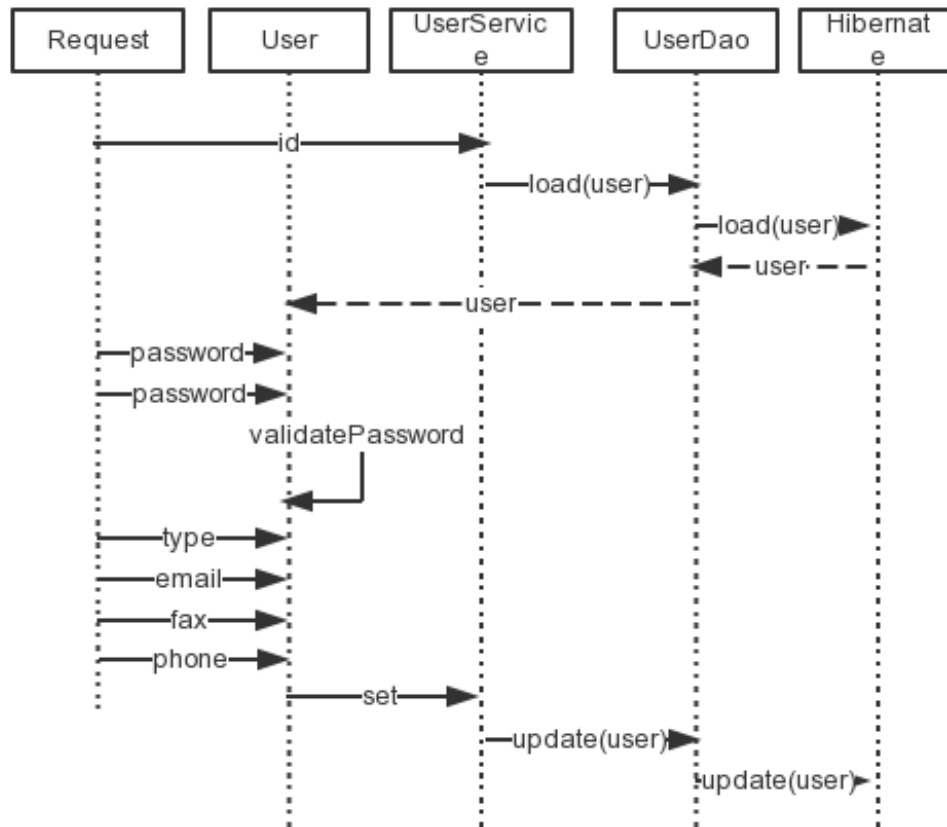 Request
User
UserServic
e
UserDao
Hibernat
e
id
load(user)
load(user)
user
user
password
password
validatePassword
type
email
fax
phone
set
update(user)
update(user)